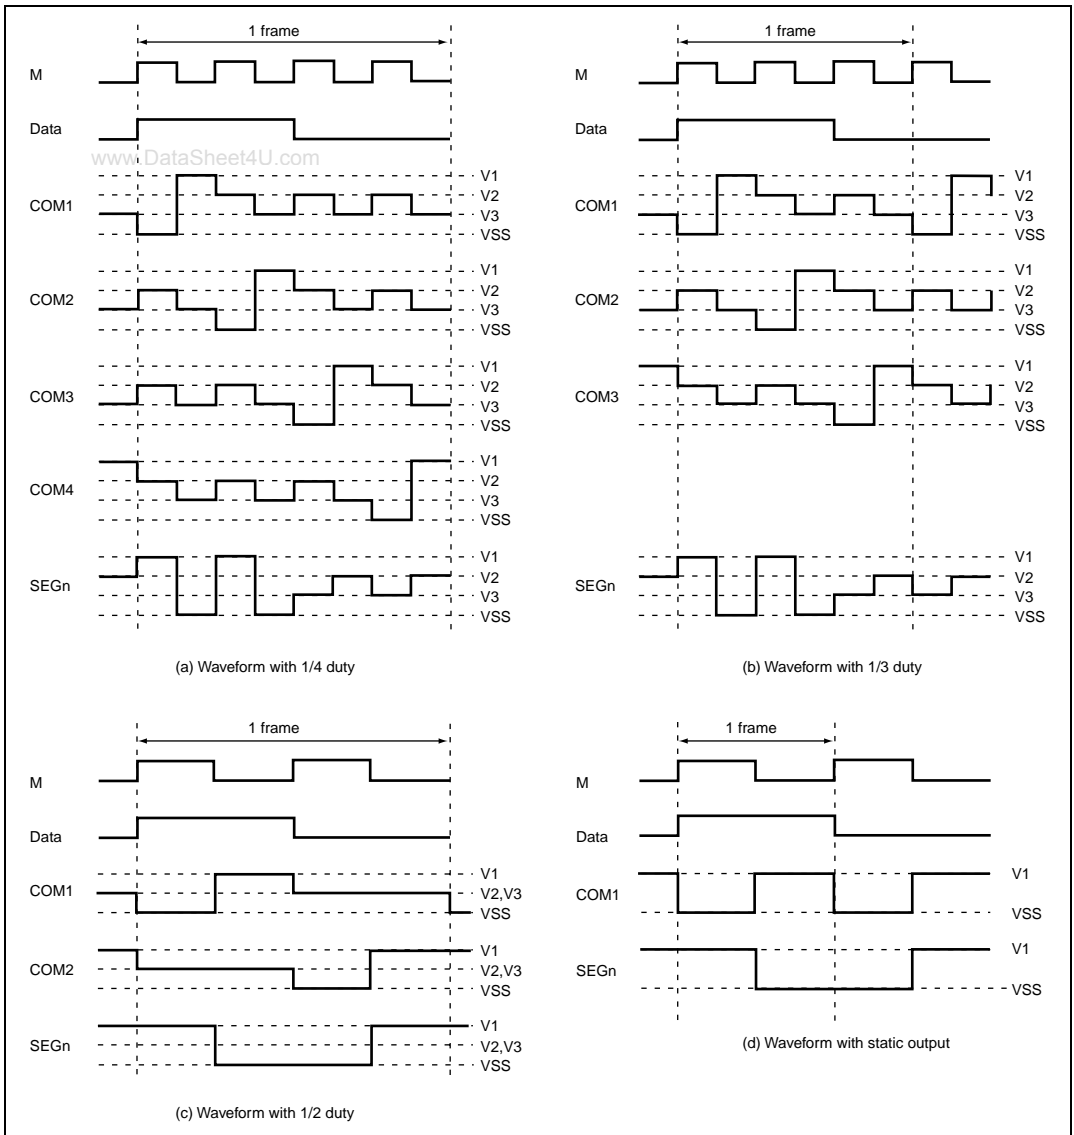 1 frame
M
Data
www.DataSheet4U.com
COM1
V1
V2
V3
VSS
COM2
V1
V2
V3
VSS
COM3
V1
V2
V3
VSS
COM4
V1
V2
V3
VSS
SEGn
V1
V2
V3
VSS
(a) Waveform with 1/4 duty
1 frame
M
Data
COM1
V1
V2
V3
VSS
COM2
V1
V2
V3
VSS
COM3
V1
V2
V3
VSS
SEGn
V1
V2
V3
VSS
(b) Waveform with 1/3 duty
1 frame
M
Data
COM1
V1
V2,V3
VSS
COM2
V1
V2,V3
VSS
SEGn
V1
V2,V3
VSS
(c) Waveform with 1/2 duty
1 frame
M
Data
COM1
V1
VSS
SEGn
V1
VSS
(d) Waveform with static output